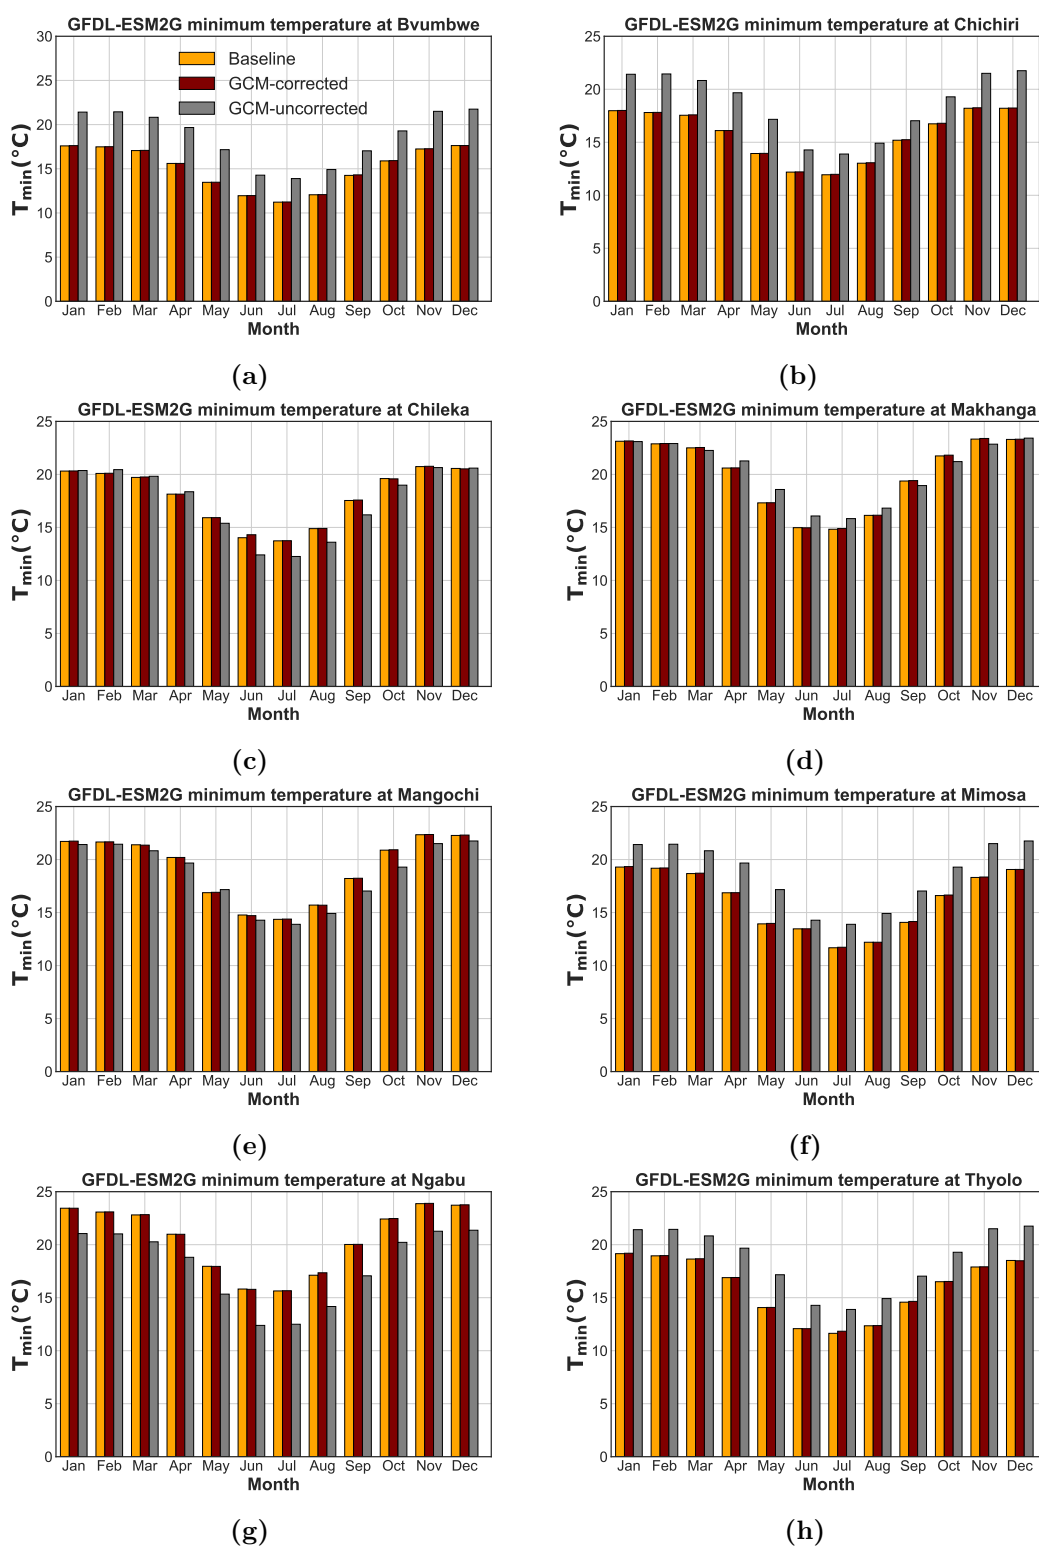 GFDL-ESM2G minimum temperature at Bvumbwe
30
25
20
15
10
5
0
Tmin(°C)
Baseline
GCM-corrected
GCM-uncorrected
Jan Feb Mar Apr May Jun Jul Aug Sep Oct Nov Dec
Month
(a)
GFDL-ESM2G minimum temperature at Chichiri
25
20
15
10
5
0
Tmin(°C)
Jan Feb Mar Apr May Jun Jul Aug Sep Oct Nov Dec
Month
(b)
GFDL-ESM2G minimum temperature at Chileka
25
20
15
10
5
0
Tmin(°C)
Jan Feb Mar Apr May Jun Jul Aug Sep Oct Nov Dec
Month
(c)
GFDL-ESM2G minimum temperature at Makhanga
25
20
15
10
5
0
Tmin(°C)
Jan Feb Mar Apr May Jun Jul Aug Sep Oct Nov Dec
Month
(d)
GFDL-ESM2G minimum temperature at Mangochi
25
20
15
10
5
0
Tmin(°C)
Jan Feb Mar Apr May Jun Jul Aug Sep Oct Nov Dec
Month
(e)
GFDL-ESM2G minimum temperature at Mimosa
25
20
15
10
5
0
Tmin(°C)
Jan Feb Mar Apr May Jun Jul Aug Sep Oct Nov Dec
Month
(f)
GFDL-ESM2G minimum temperature at Ngabu
25
20
15
10
5
0
Tmin(°C)
Jan Feb Mar Apr May Jun Jul Aug Sep Oct Nov Dec
Month
(g)
GFDL-ESM2G minimum temperature at Thyolo
25
20
15
10
5
0
Tmin(°C)
Jan Feb Mar Apr May Jun Jul Aug Sep Oct Nov Dec
Month
(h)